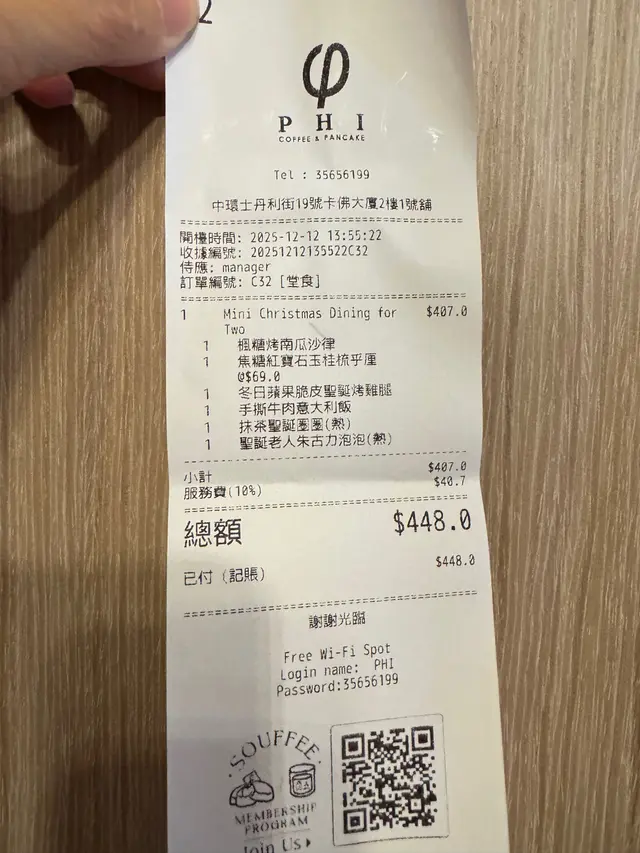 2
φ
PHI
COFFEE & PANCAKE
Tel : 35656199
中環士丹利街19號卡佛大廈2樓1號舖
開檯時間: 2025-12-12 13:55:22
收據編號: 20251212135522C32
侍應: manager
訂單編號: C32 [堂食]
1 Mini Christmas Dining for $407.0
Two
1 楓糖烤南瓜沙律
1 焦糖紅寶石玉桂梳乎厘
@$69.0
1 冬日蘋果脆皮聖誕烤雞腿
1 手撕牛肉意大利飯
1 抹茶聖誕圈圈(熱)
1 聖誕老人朱古力泡泡(熱)
小計 $407.0
服務費(10%) $40.7
總額 $448.0
已付 (記賬) $448.0
謝謝光臨
Free Wi-Fi Spot
Login name: PHI
Password:35656199
·SOUFFEE·
MEMBERSHIP
PROGRAM
Join Us